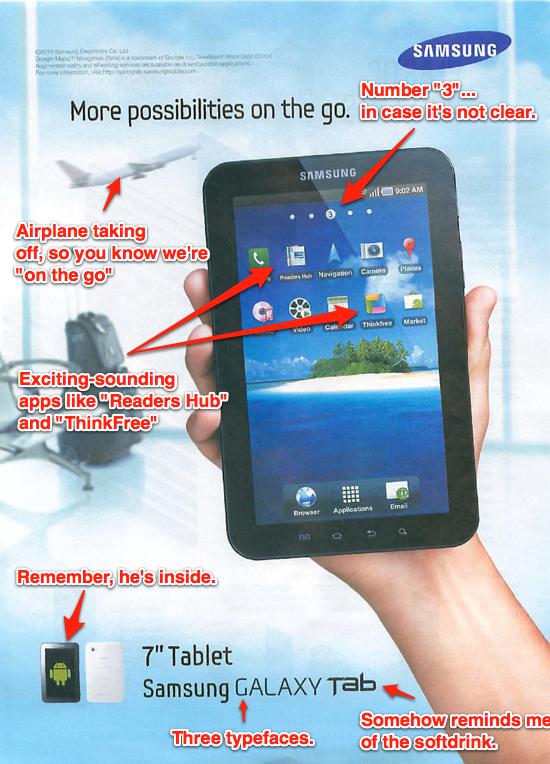 ©2010 Samsung Electronics Co. Ltd.
Google Maps™ Navigation (Beta) is a trademark of Google Inc. TeleAtlas® Maps Data ©2004
Augmented reality and eReading services are available as downloadable applications.
For more information, visit http://galaxytab.samsungmobile.com
SAMSUNG
More possibilities on the go.
Number "3"...
in case it's not clear.
SAMSUNG
9:02 AM
3
Airplane taking
off, so you know we're
"on the go"
Readers Hub Navigation Camera Places
Video Calendar Thinkfree Market
Exciting-sounding
apps like "Readers Hub"
and "ThinkFree"
Browser Applications Email
Remember, he's inside.
7" Tablet
Samsung GALAXY Tab
Three typefaces.
Somehow reminds me
of the softdrink.